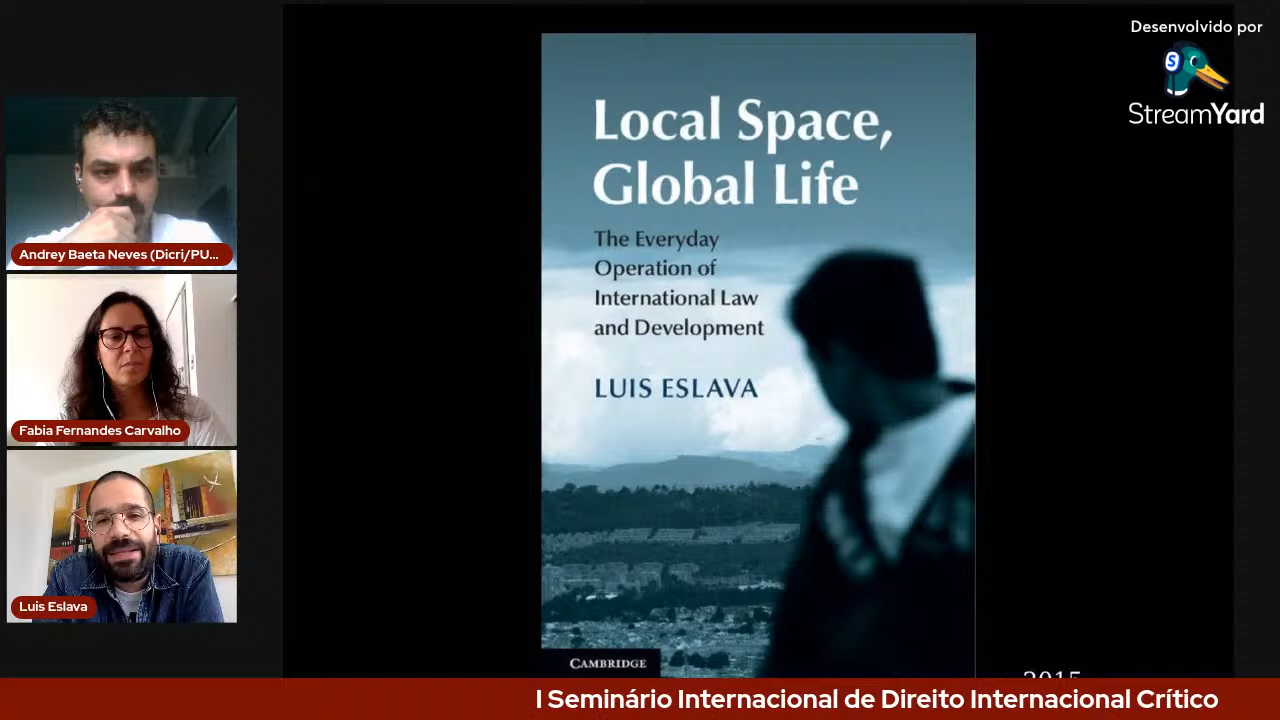 Desenvolvido por
StreamYard
Local Space,
Global Life
The Everyday
Operation of
International Law
and Development
LUIS ESLAVA
CAMBRIDGE
2015
Andrey Baeta Neves (Dicri/PU...
Fabia Fernandes Carvalho
Luis Eslava
I Seminário Internacional de Direito Internacional Crítico